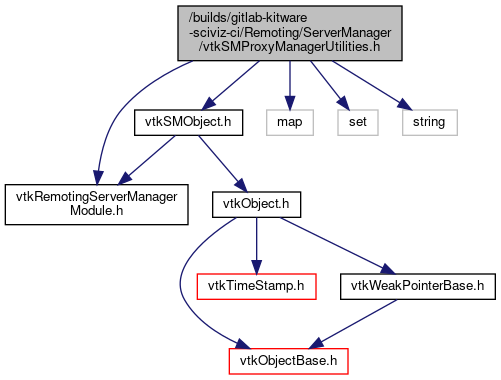 /builds/gitlab-kitware
-sciviz-ci/Remoting/ServerManager
/vtkSMProxyManagerUtilities.h
vtkSMObject.h
map
set
string
vtkRemotingServerManager
Module.h
vtkObject.h
vtkTimeStamp.h
vtkWeakPointerBase.h
vtkObjectBase.h